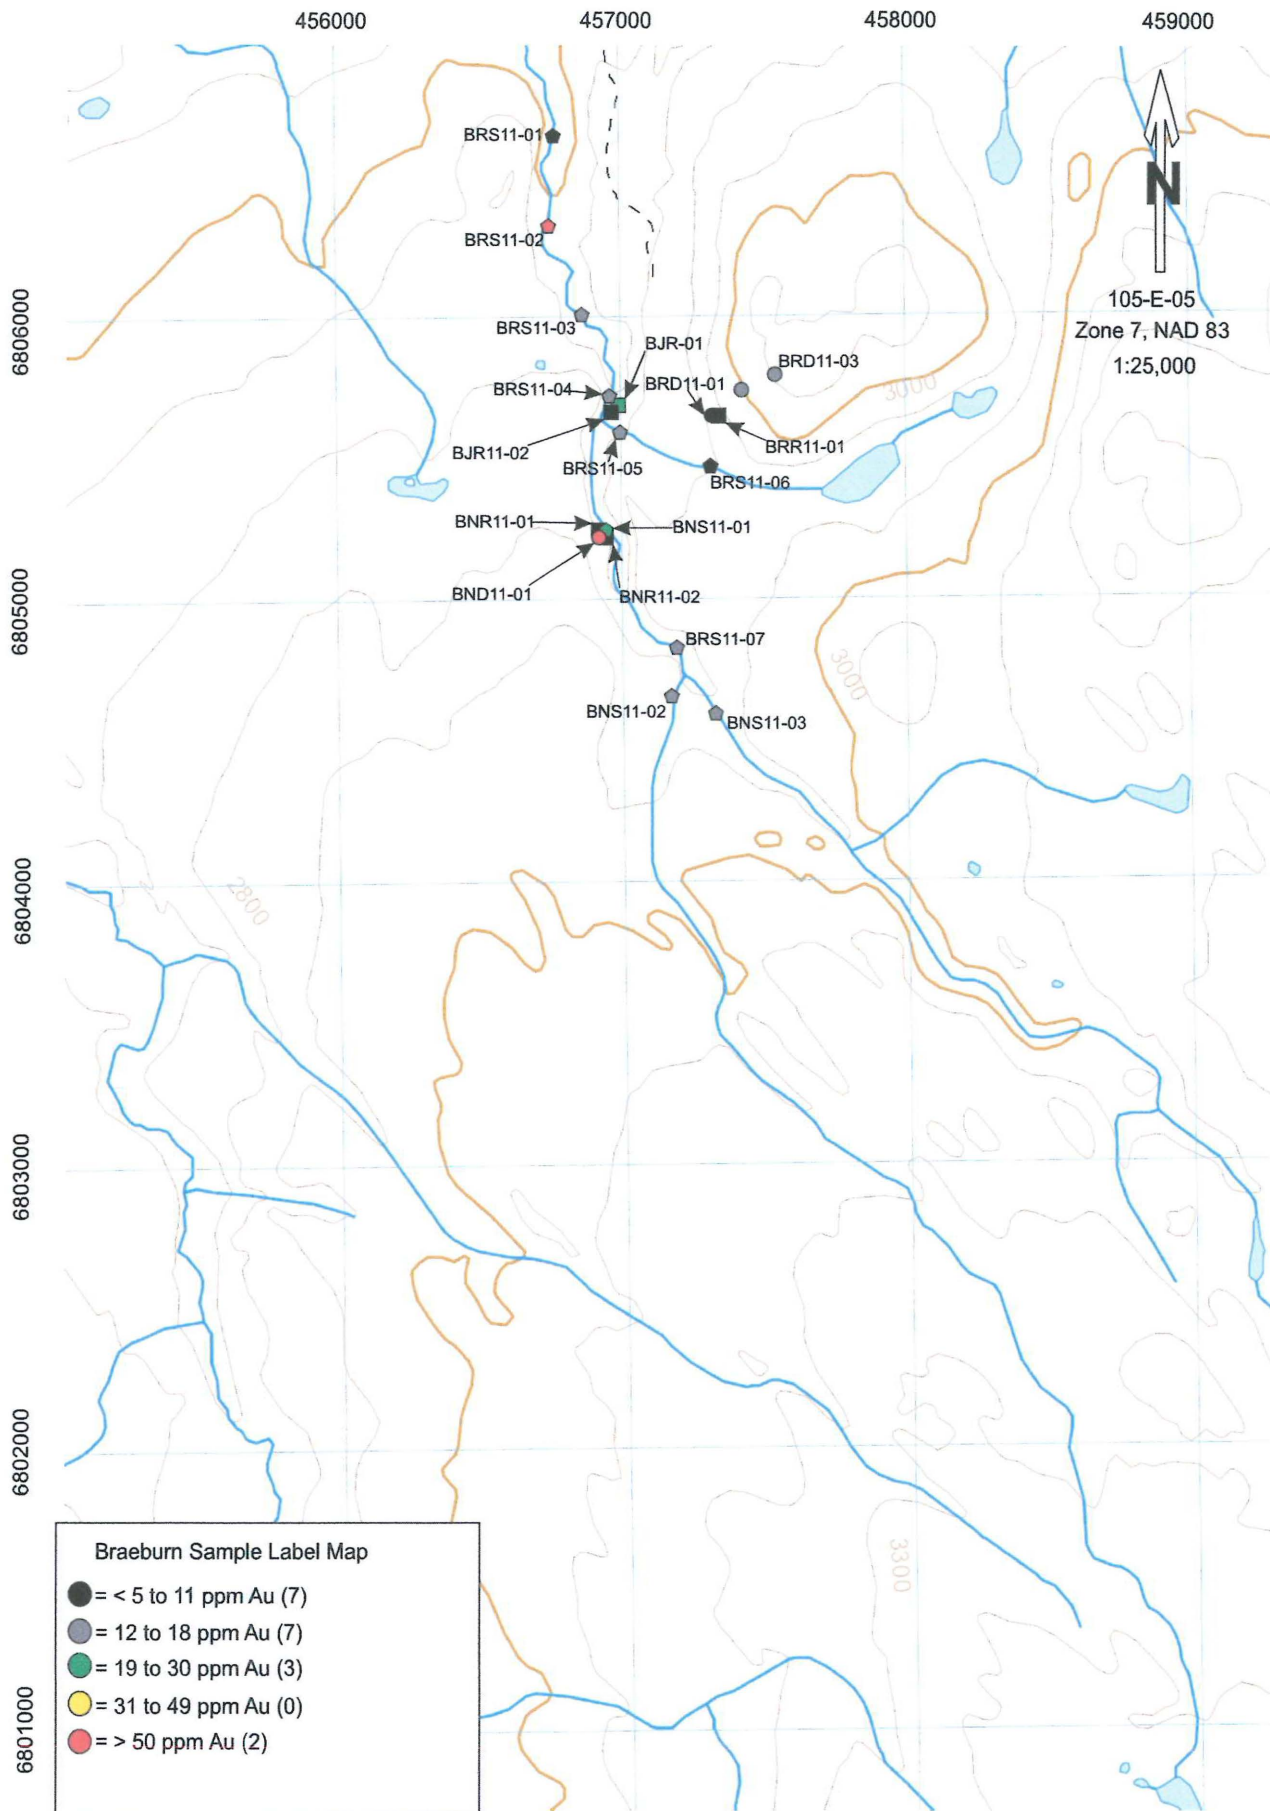 456000
457000
458000
459000
BRS11-01
N
BRS11-02
105-E-05
Zone 7, NAD 83
1:25,000
6806000
BRS11-03
BJR-01
BRD11-03
BRS11-04
BRD11-01
3000
BJR11-02
BRR11-01
BRS11-05
BRS11-06
BNR11-01
BNS11-01
BND11-01
BNR11-02
6805000
BRS11-07
3000
BNS11-02
BNS11-03
6804000
2800
6803000
6802000
3300
Braeburn Sample Label Map
= < 5 to 11 ppm Au (7)
= 12 to 18 ppm Au (7)
= 19 to 30 ppm Au (3)
= 31 to 49 ppm Au (0)
= > 50 ppm Au (2)
6801000